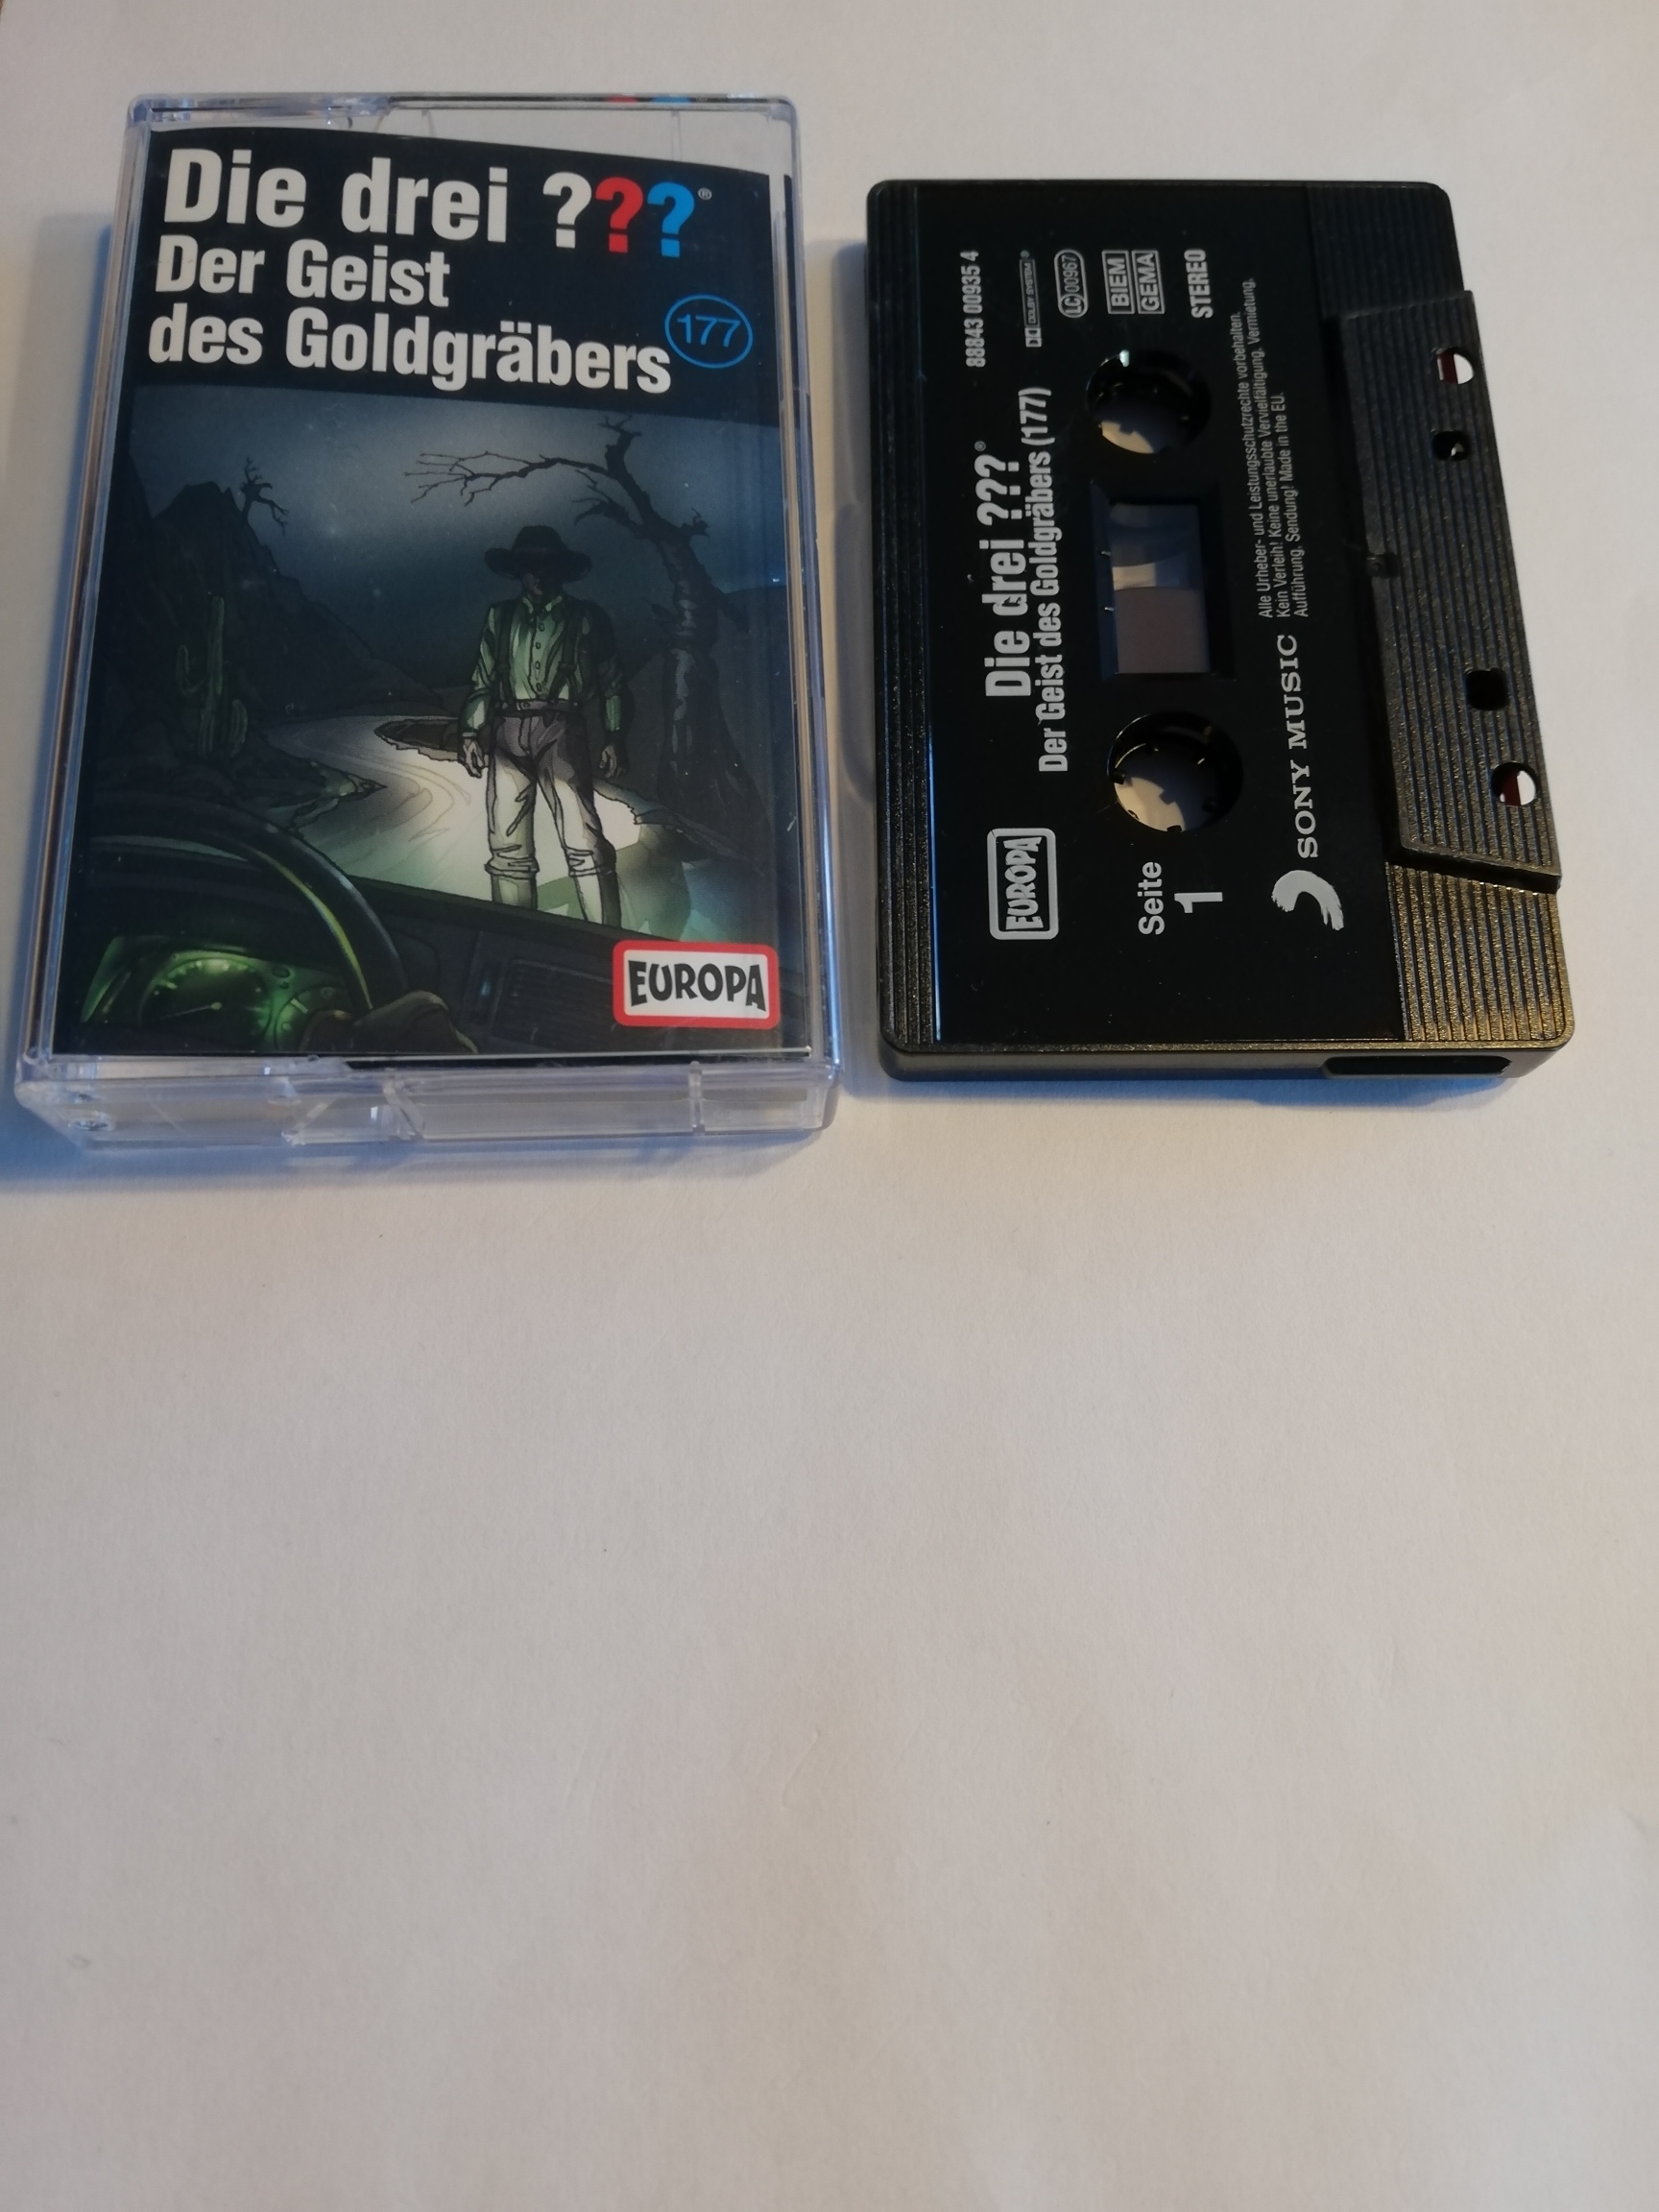 Die drei ???®
Der Geist
des Goldgräbers
177
EUROPA
EUROPA
Die drei ???®
Der Geist des Goldgräbers (177)
88843 00935 4
DOLBY SYSTEM®
LC 00967
BIEM
GEMA
STEREO
Seite
1
SONY MUSIC
Alle Urheber- und Leistungsschutzrechte vorbehalten.
Kein Verleih! Keine unerlaubte Vervielfältigung, Vermietung,
Aufführung, Sendung! Made in the EU.